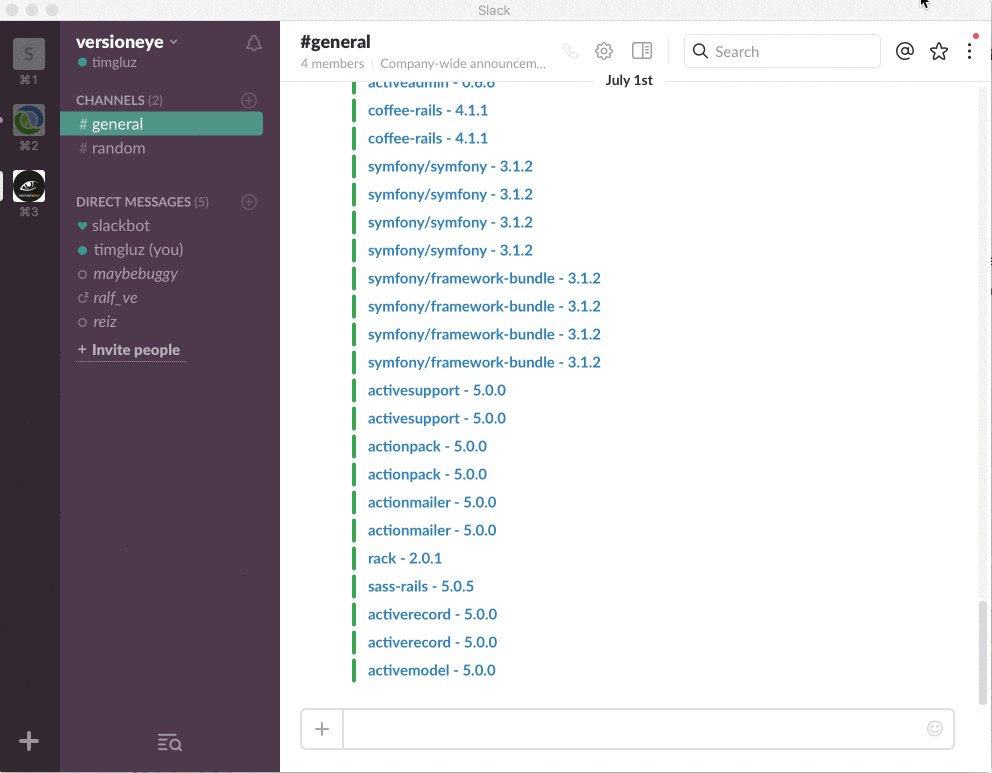 Slack
S
⌘1
⌘2
⌘3
versioneye
timgluz
CHANNELS (2)
# general
# random
DIRECT MESSAGES (5)
slackbot
timgluz (you)
maybebuggy
ralf_ve
reiz
+ Invite people
#general
4 members
Company-wide announcem...
Search
July 1st
activeadmin - 0.6.6
coffee-rails - 4.1.1
coffee-rails - 4.1.1
symfony/symfony - 3.1.2
symfony/symfony - 3.1.2
symfony/symfony - 3.1.2
symfony/symfony - 3.1.2
symfony/framework-bundle - 3.1.2
symfony/framework-bundle - 3.1.2
symfony/framework-bundle - 3.1.2
symfony/framework-bundle - 3.1.2
activesupport - 5.0.0
activesupport - 5.0.0
actionpack - 5.0.0
actionpack - 5.0.0
actionmailer - 5.0.0
actionmailer - 5.0.0
rack - 2.0.1
sass-rails - 5.0.5
activerecord - 5.0.0
activerecord - 5.0.0
activemodel - 5.0.0